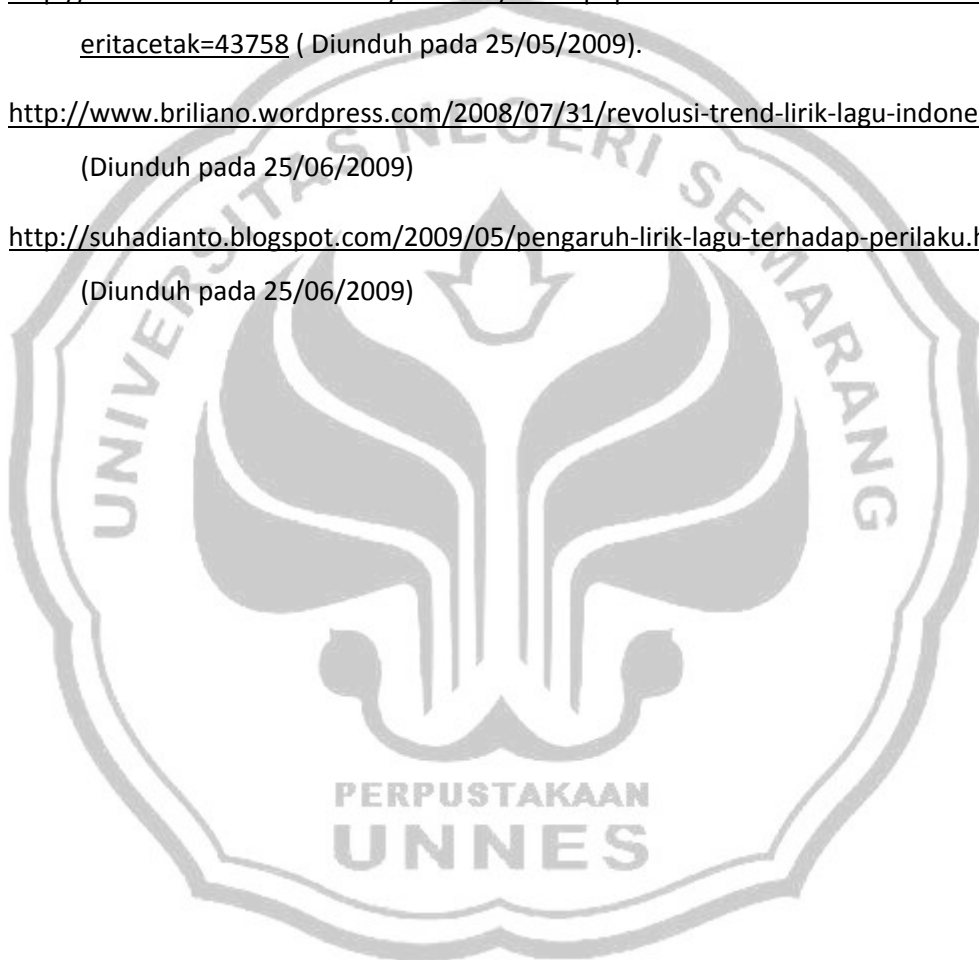 eritacetak=43758 ( Diunduh pada 25/05/2009).
http://www.briliano.wordpress.com/2008/07/31/revolusi-trend-lirik-lagu-indone
(Diunduh pada 25/06/2009)
http://suhadianto.blogspot.com/2009/05/pengaruh-lirik-lagu-terhadap-perilaku.h
(Diunduh pada 25/06/2009)
UNIVERSITAS NEGERI SEMARANG
PERPUSTAKAAN
UNNES